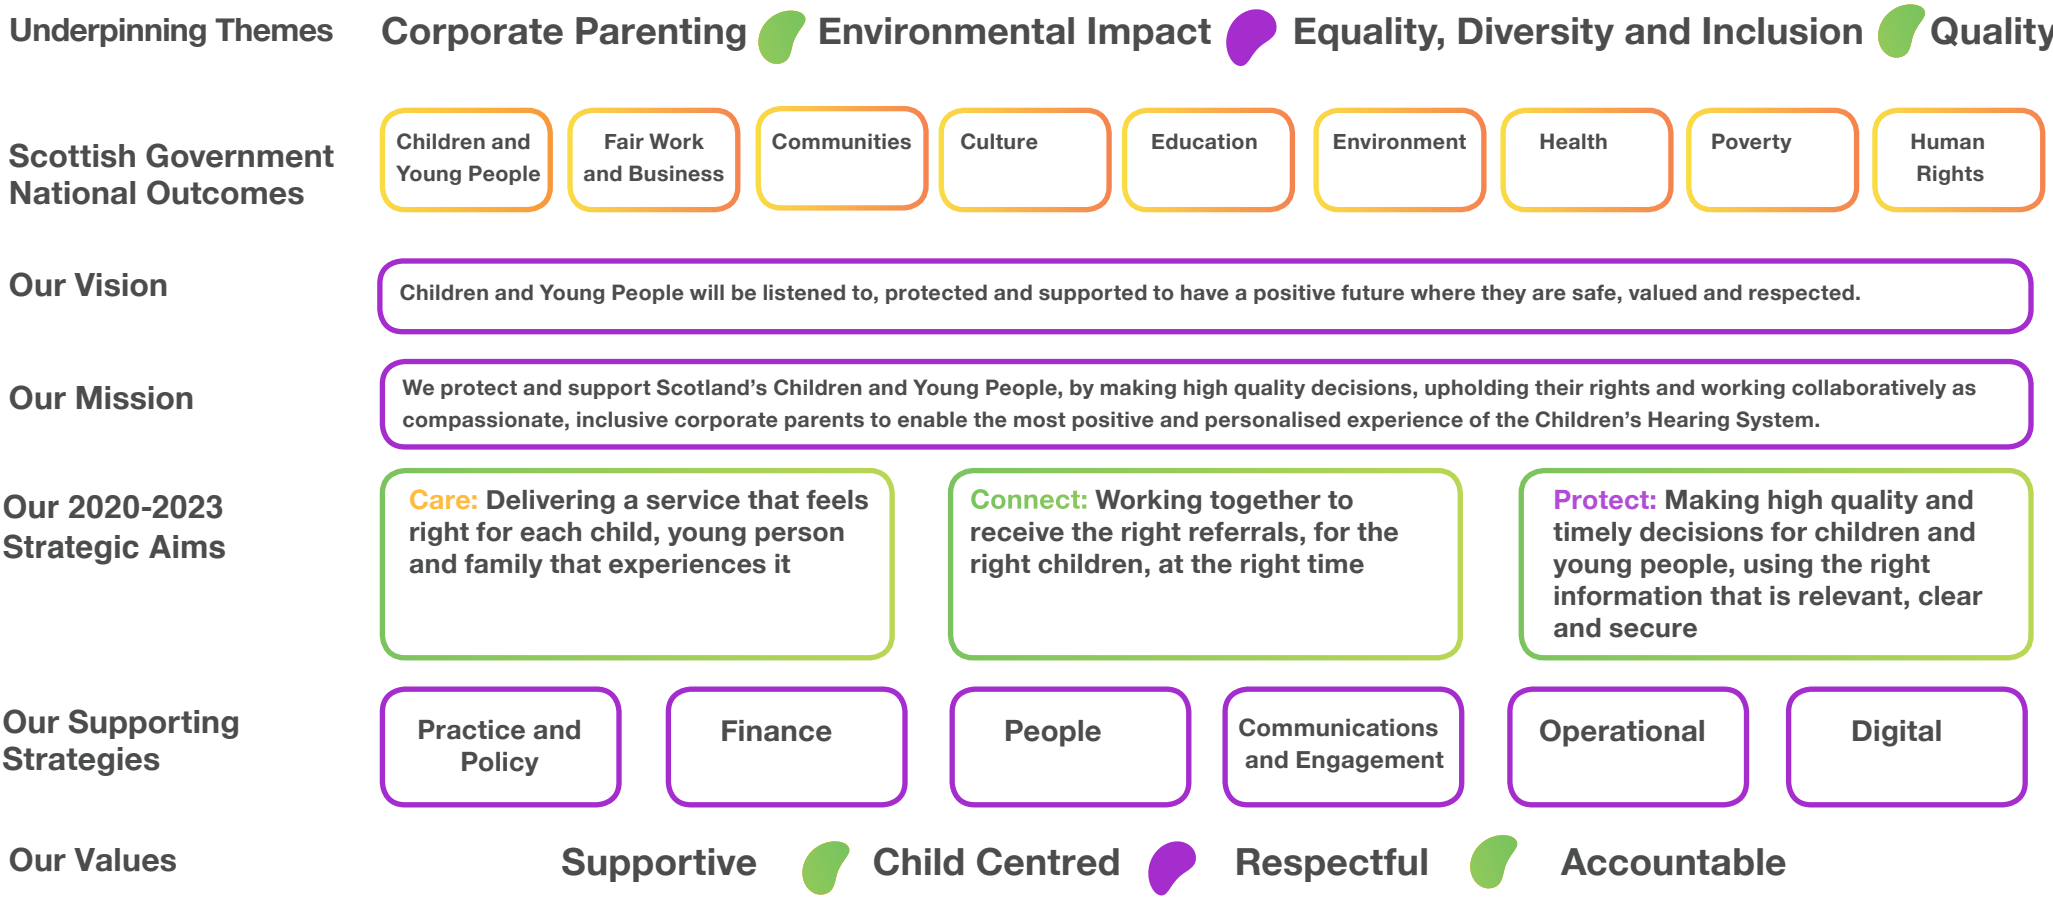 Underpinning Themes
Corporate Parenting Environmental Impact Equality, Diversity and Inclusion Quality
Scottish Government
National Outcomes
Children and
Young People
Fair Work
and Business
Communities
Culture
Education
Environment
Health
Poverty
Human
Rights
Our Vision
Children and Young People will be listened to, protected and supported to have a positive future where they are safe, valued and respected.
Our Mission
We protect and support Scotland’s Children and Young People, by making high quality decisions, upholding their rights and working collaboratively as
compassionate, inclusive corporate parents to enable the most positive and personalised experience of the Children’s Hearing System.
Our 2020-2023
Strategic Aims
Care: Delivering a service that feels
right for each child, young person
and family that experiences it
Connect: Working together to
receive the right referrals, for the
right children, at the right time
Protect: Making high quality and
timely decisions for children and
young people, using the right
information that is relevant, clear
and secure
Our Supporting
Strategies
Practice and
Policy
Finance
People
Communications
and Engagement
Operational
Digital
Our Values
Supportive Child Centred Respectful Accountable